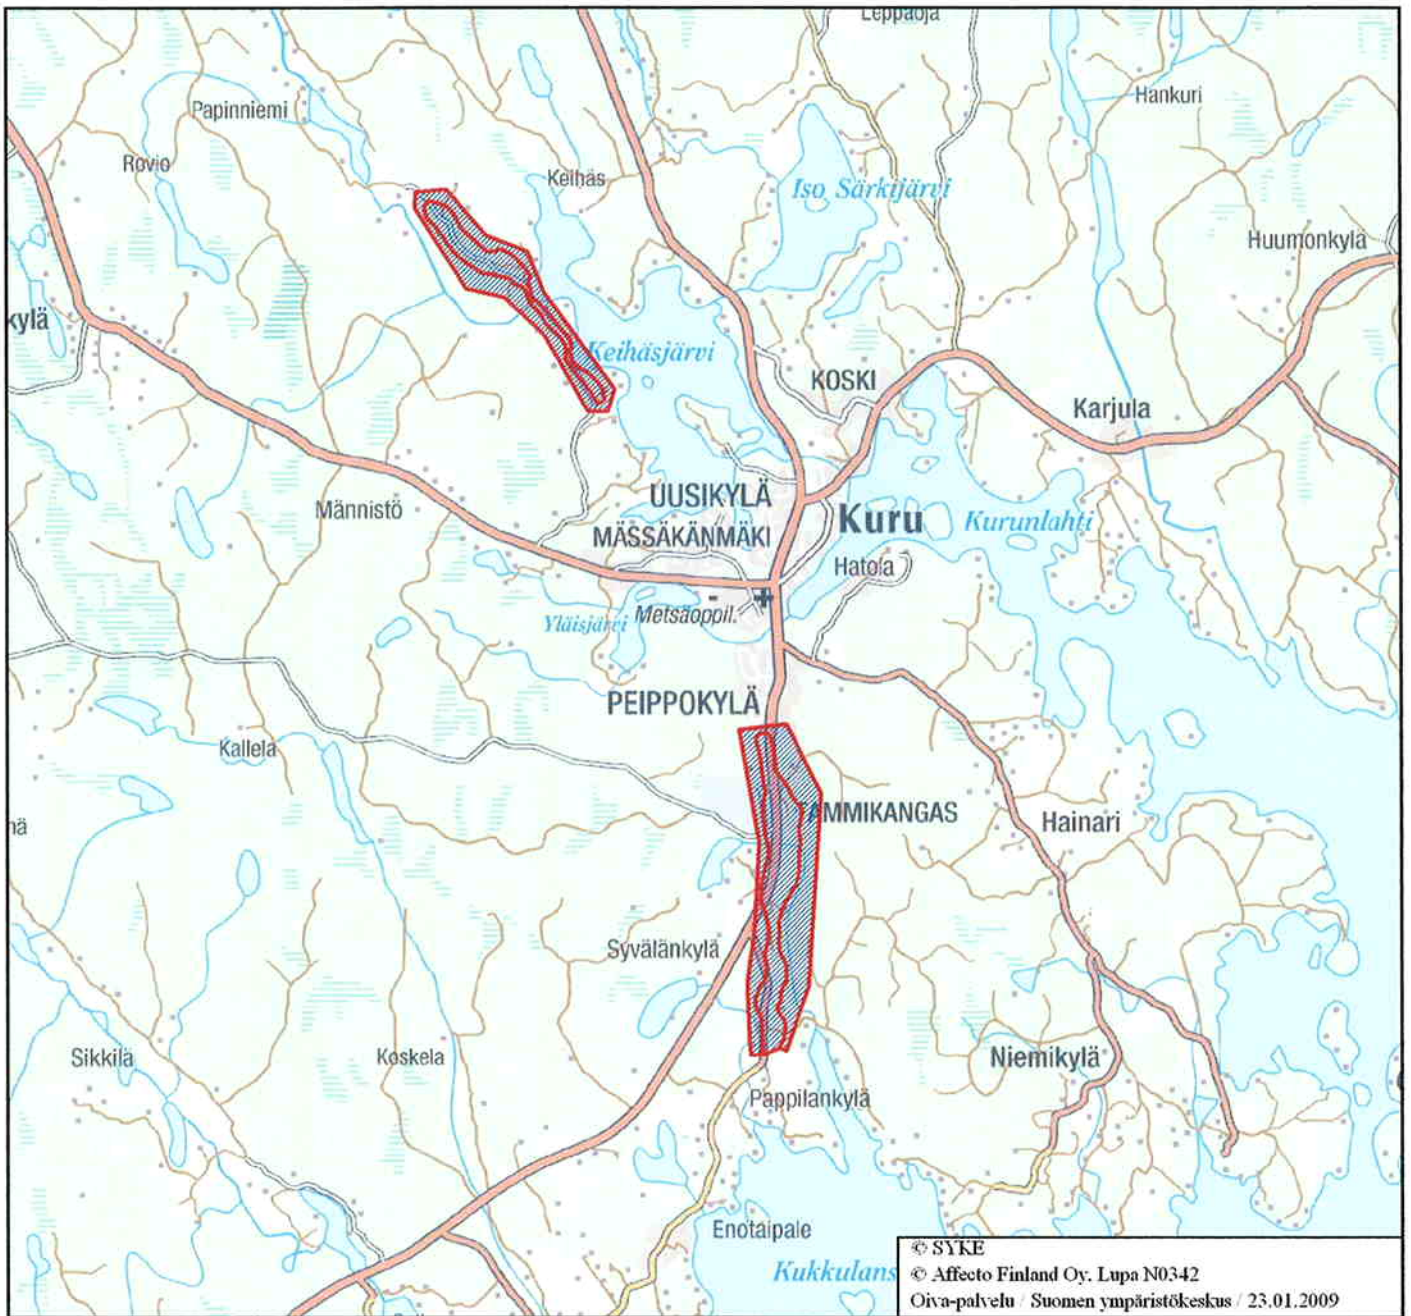 Leppäoja
Papinniemi
Hankuri
Rovio
Keihäs
Iso Särkijärvi
Huumonkylä
kylä
Keihäsjärvi
KOSKI
Karjula
UUSIKYLÄ
Männistö
Kuru
Kurunlahti
MÄSSÄKÄNMÄKI
Hatola
Yläisjärvi
Metsäoppil.
PEIPPOKYLÄ
Kallela
TAMMIKANGAS
Hainari
nä
Syvälänkylä
Sikkilä
Koskela
Niemikylä
Pappilankylä
Enotaipale
Kukkulans
© SYKE
© Affecto Finland Oy. Lupa N0342
Oiva-palvelu / Suomen ympäristökeskus / 23.01.2009